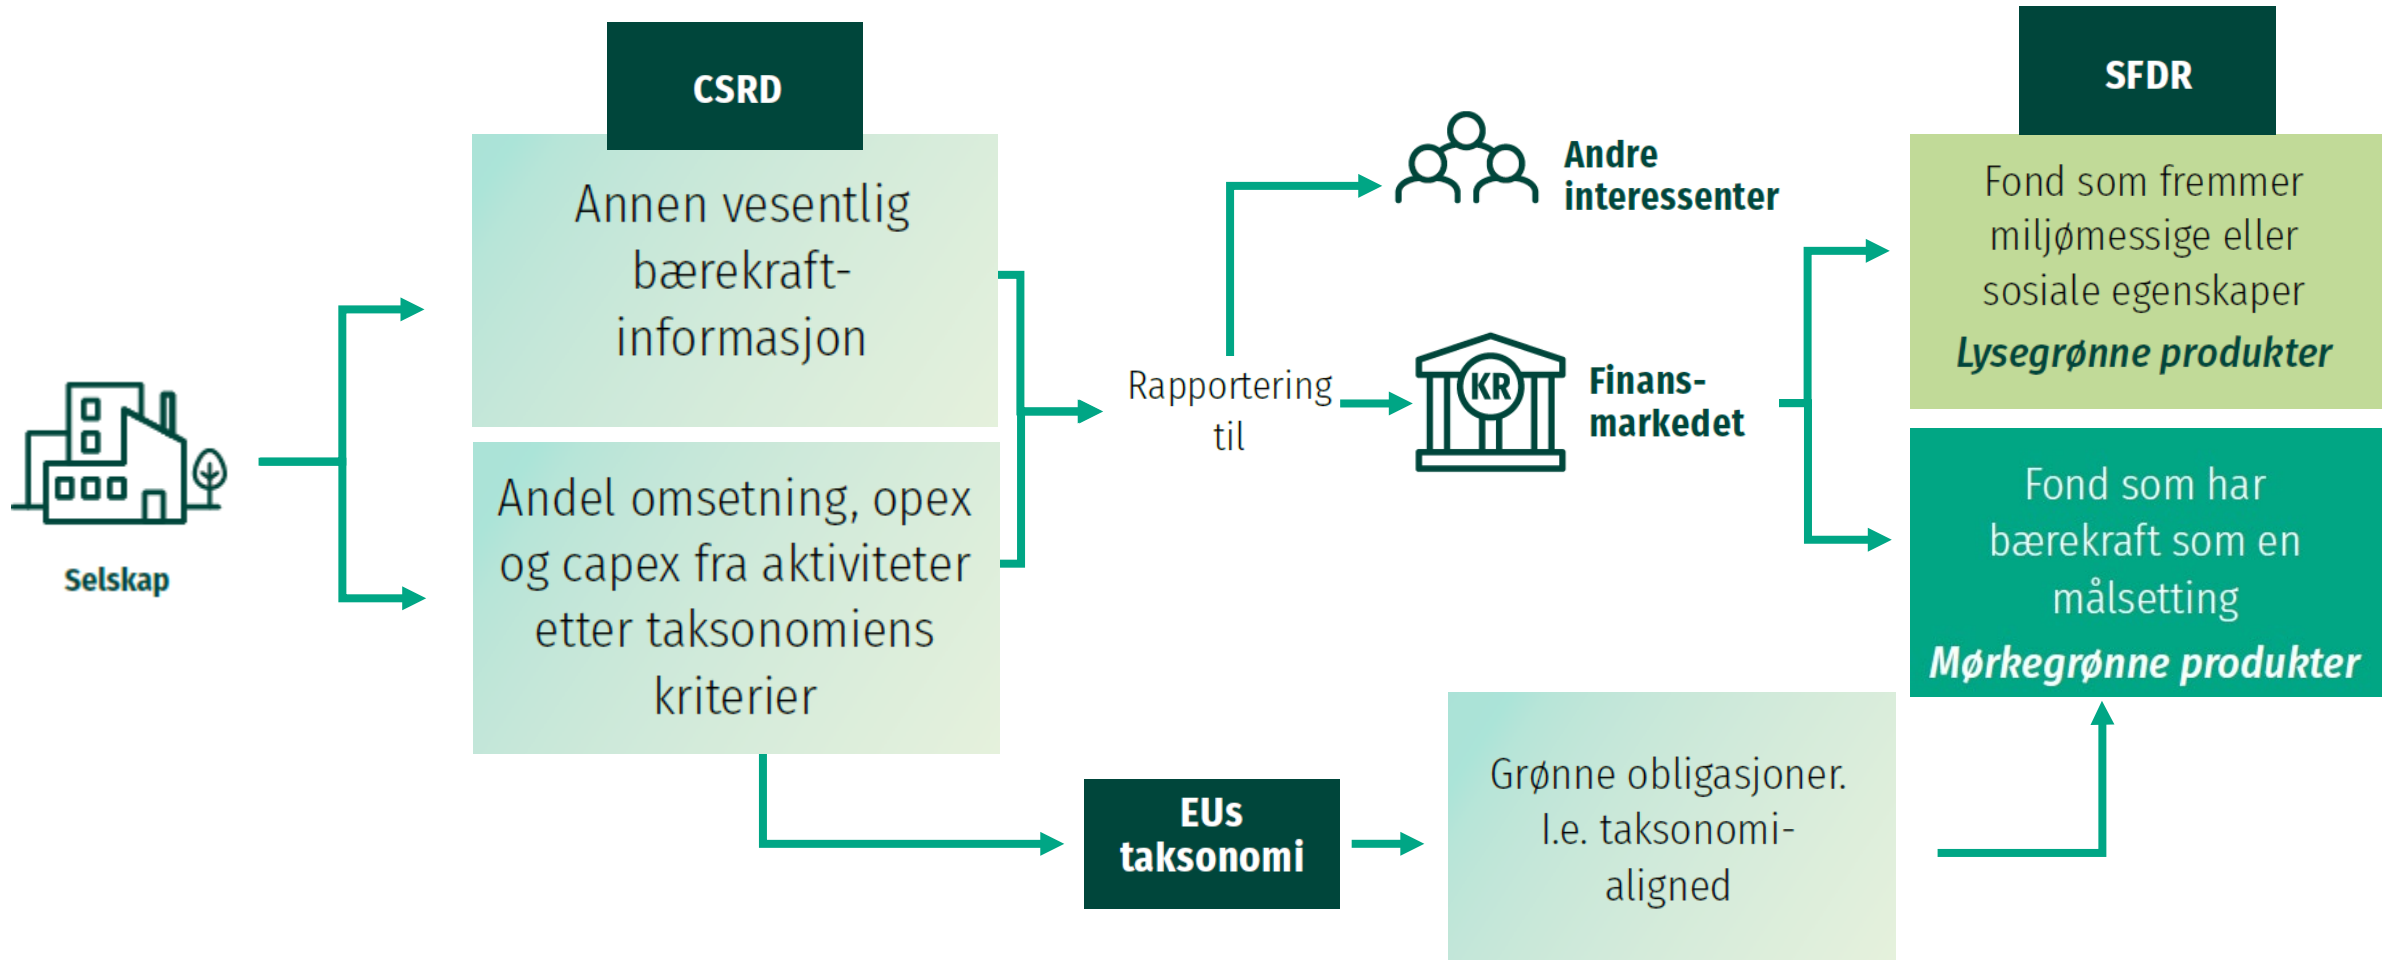 CSRD
Annen vesentlig
bærekraft-
informasjon
Andel omsetning, opex
og capex fra aktiviteter
etter taksonomiens
kriterier
Selskap
Rapportering
til
Andre
interessenter
KR
Finans-
markedet
SFDR
Fond som fremmer
miljømessige eller
sosiale egenskaper
Lysegrønne produkter
Fond som har
bærekraft som en
målsetting
Mørkegrønne produkter
EUs
taksonomi
Grønne obligasjoner.
I.e. taksonomi-
aligned